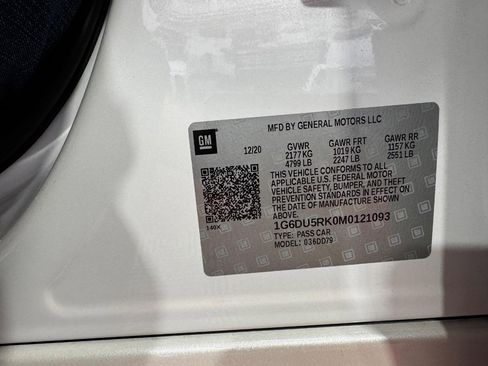 MFD BY GENERAL MOTORS LLC
GM
12/20 GVWR GAWR FRT GAWR RR
2177 KG 1019 KG 1157 KG
4799 LB 2247 LB 2551 LB
THIS VEHICLE CONFORMS TO ALL
APPLICABLE U.S. FEDERAL MOTOR
VEHICLE SAFETY, BUMPER, AND THEFT
PREVENTION STANDARDS IN EFFECT ON
THE DATE OF MANUFACTURE SHOWN
ABOVE.
140X
1G6DU5RK0M0121093
TYPE: PASS CAR
MODEL: 036DD79